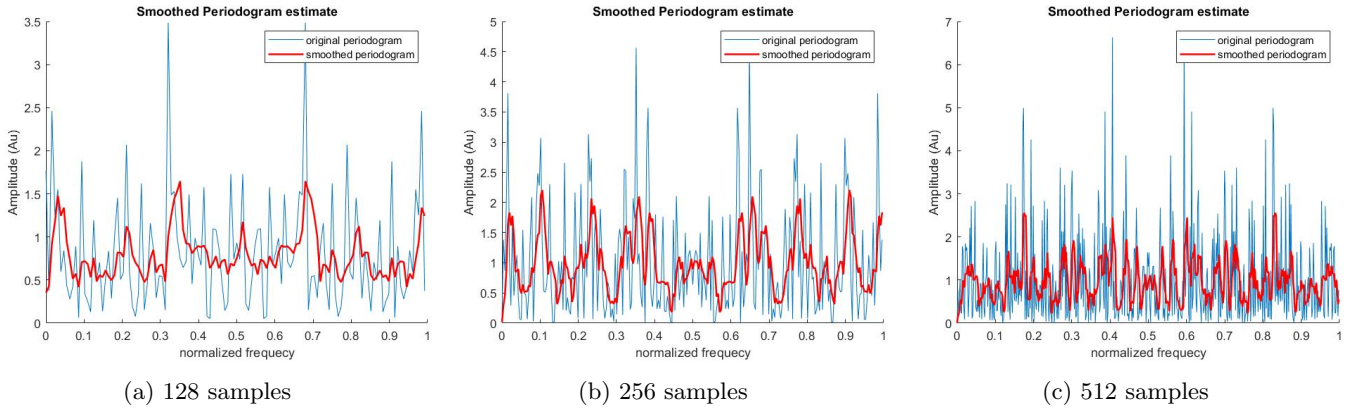 Smoothed Periodogram estimate
3.5
3
2.5
2
1.5
1
0.5
0
Amplitude (Au)
original periodogram
smoothed periodogram
0 0.1 0.2 0.3 0.4 0.5 0.6 0.7 0.8 0.9 1
normalized frequecy
(a) 128 samples
Smoothed Periodogram estimate
5
4.5
4
3.5
3
2.5
2
1.5
1
0.5
0
Amplitude (Au)
original periodogram
smoothed periodogram
0 0.1 0.2 0.3 0.4 0.5 0.6 0.7 0.8 0.9 1
normalized frequecy
(b) 256 samples
Smoothed Periodogram estimate
7
6
5
4
3
2
1
0
Amplitude (Au)
original periodogram
smoothed periodogram
0 0.1 0.2 0.3 0.4 0.5 0.6 0.7 0.8 0.9 1
normalized frequecy
(c) 512 samples